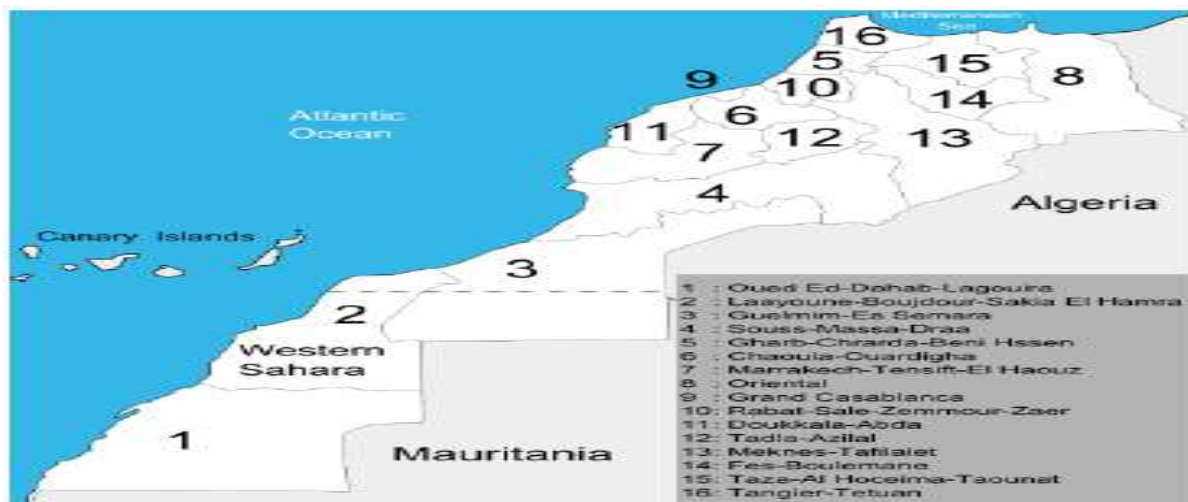 Mediterranean
Sea
16
5
15
9
10
8
14
6
Atlantic
Ocean
11
12
13
7
4
Algeria
Canary Islands
3
2
Western
Sahara
1
Mauritania
1 : Oued Ed-Dahab-Lagouira
2 : Laayoune-Boujdour-Sakia El Hamra
3 : Guelmim-Es Semara
4 : Souss-Massa-Draa
5 : Gharb-Chrarda-Beni Hssen
6 : Chaouia-Ouardigha
7 : Marrakech-Tensift-El Haouz
8 : Oriental
9 : Grand Casablanca
10: Rabat-Sale-Zemmour-Zaer
11: Doukkala-Abda
12: Tadla-Azilal
13: Meknes-Tafilalet
14: Fes-Boulemane
15: Taza-Al Hoceima-Taounat
16: Tangier-Tetuan